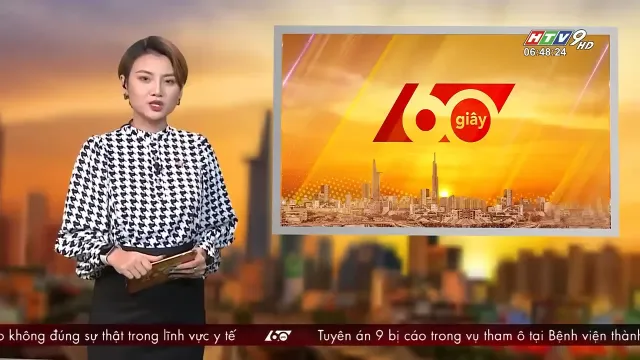 HTV9 HD
06:48:24
60 giây
o không đúng sự thật trong lĩnh vực y tế 60 Tuyên án 9 bị cáo trong vụ tham ô tại Bệnh viện thành